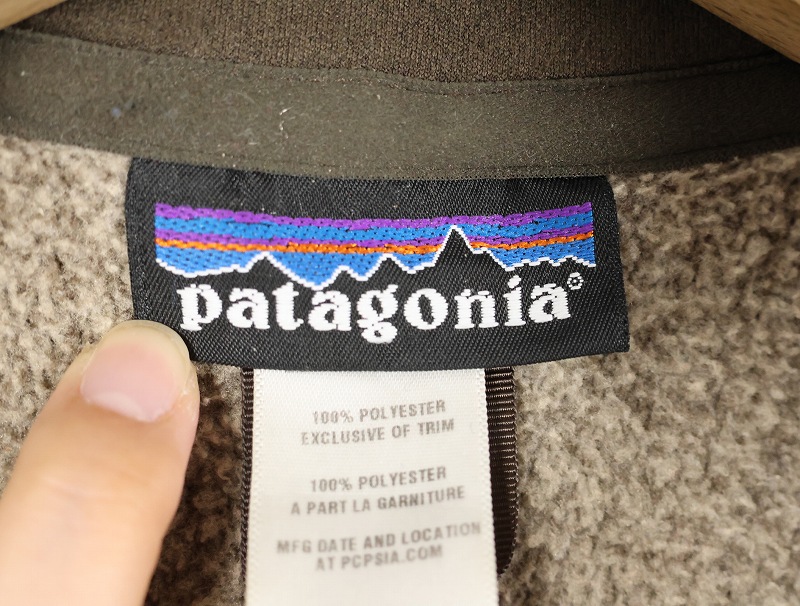 patagonia®
100% POLYESTER
EXCLUSIVE OF TRIM
100% POLYESTER
A PART LA GARNITURE
MFG DATE AND LOCATION
AT PCPSIA.COM